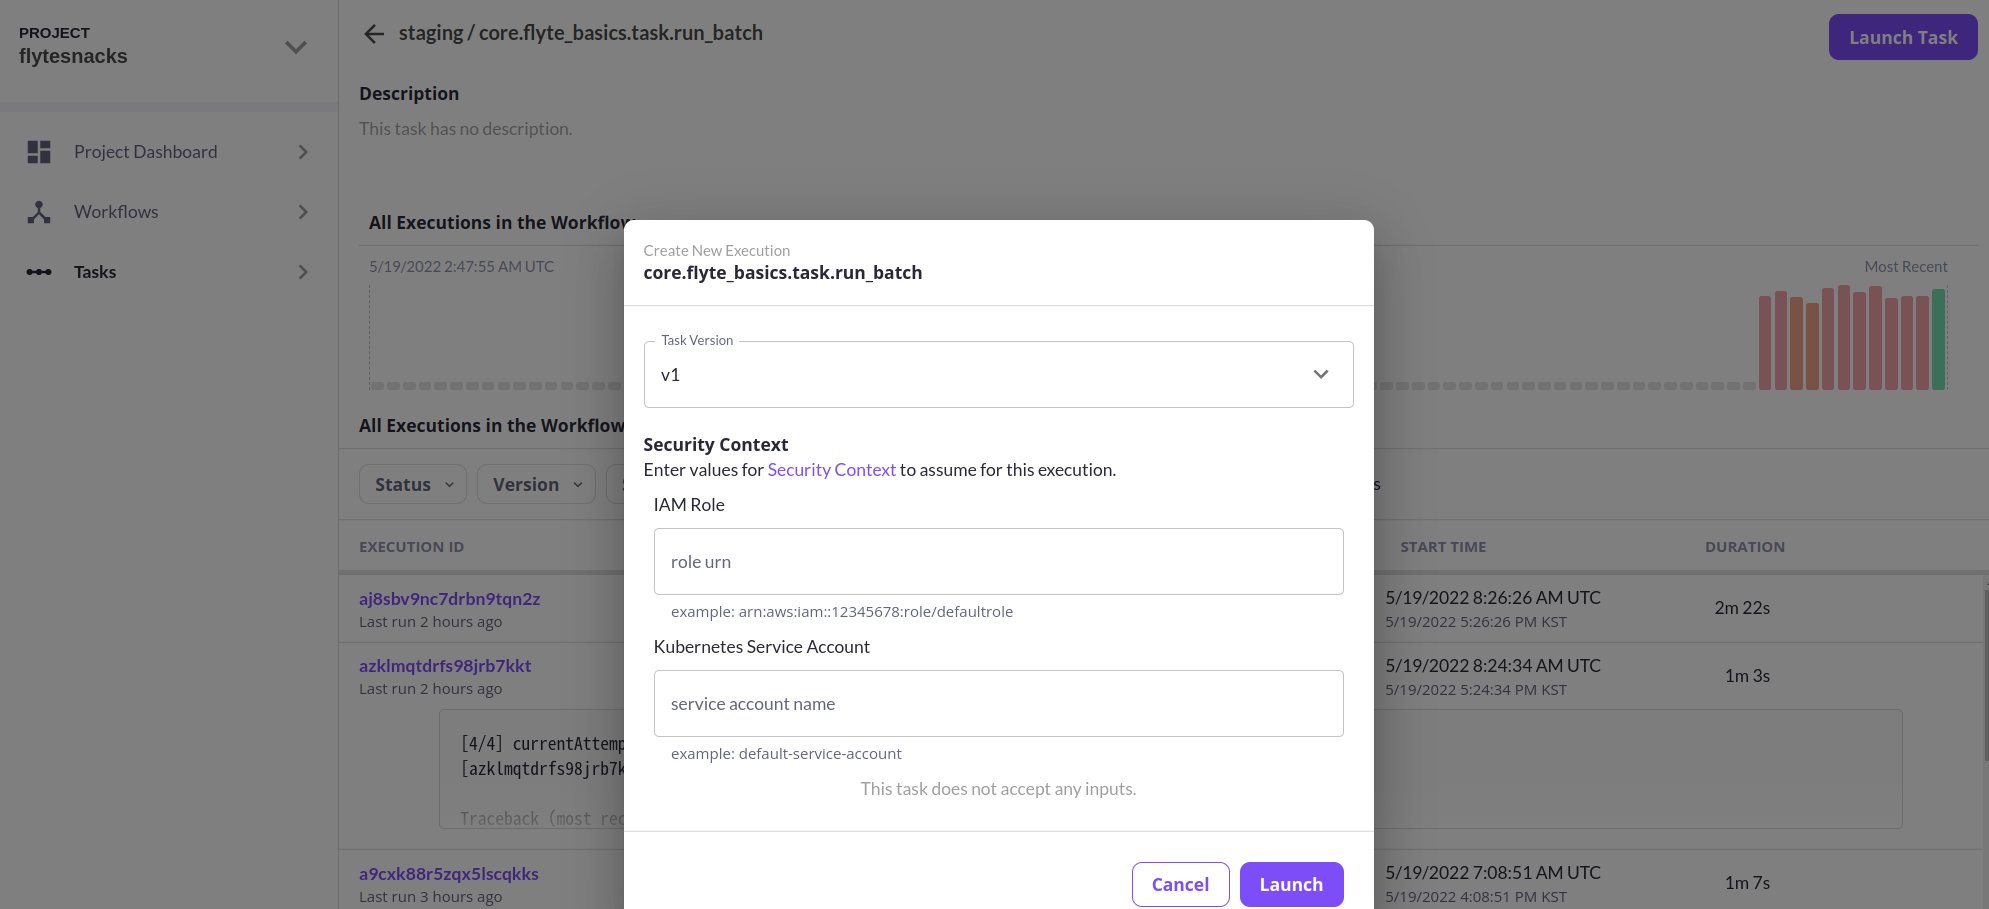 PROJECT
flytesnacks
Project Dashboard
Workflows
Tasks
staging / core.flyte_basics.task.run_batch
Launch Task
Description
This task has no description.
All Executions in the Workflow
5/19/2022 2:47:55 AM UTC
Most Recent
All Executions in the Workflow
Status
Version
EXECUTION ID
START TIME
DURATION
aj8sbv9nc7drbn9tqn2z
Last run 2 hours ago
5/19/2022 8:26:26 AM UTC
5/19/2022 5:26:26 PM KST
2m 22s
azklmqtdrfs98jrb7kkt
Last run 2 hours ago
5/19/2022 8:24:34 AM UTC
5/19/2022 5:24:34 PM KST
1m 3s
[4/4] currentAttemp
[azklmqtdrfs98jrb7k
Traceback (most rec
a9cxk88r5zqx5lscqkks
Last run 3 hours ago
5/19/2022 7:08:51 AM UTC
5/19/2022 4:08:51 PM KST
1m 7s
Create New Execution
core.flyte_basics.task.run_batch
Task Version
v1
Security Context
Enter values for Security Context to assume for this execution.
IAM Role
role urn
example: arn:aws:iam::12345678:role/defaultrole
Kubernetes Service Account
service account name
example: default-service-account
This task does not accept any inputs.
Cancel
Launch